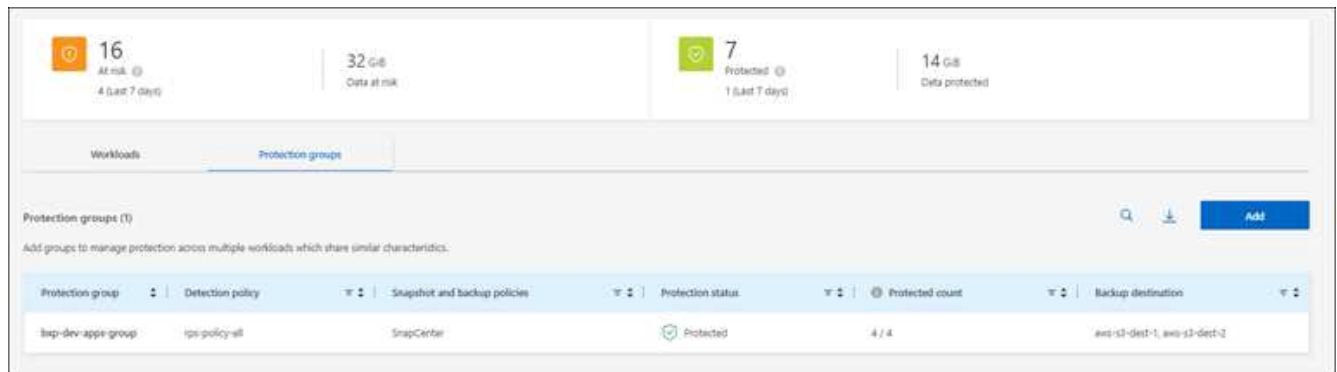 16
At risk
4 (Last 7 days)
32 GiB
Data at risk
7
Protected
1 (Last 7 days)
14 GiB
Data protected
Workloads
Protection groups
Protection groups (1)
Add
Add groups to manage protection across multiple workloads which share similar characteristics.
Protection group Detection policy Snapshot and backup policies Protection status Protected count Backup destination
bxp-dev-apps-group rps-policy-all SnapCenter Protected 4 / 4 aws-s3-dest-1, aws-s3-dest-2